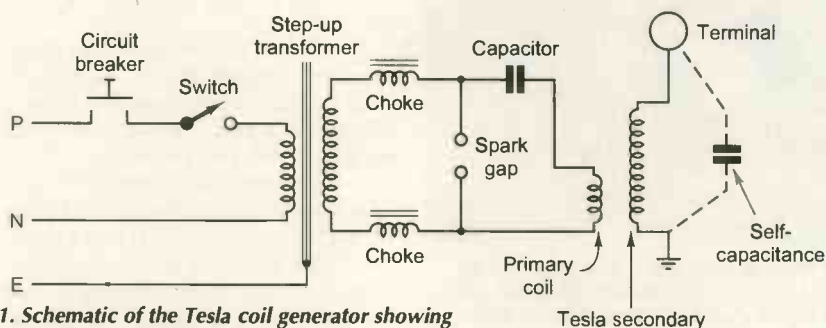 Step-up
transformer
Circuit
breaker
Switch
Choke
Capacitor
Terminal
P
Spark
gap
N
Choke
Self-
capacitance
Primary
coil
E
Tesla secondary
1. Schematic of the Tesla coil generator showing